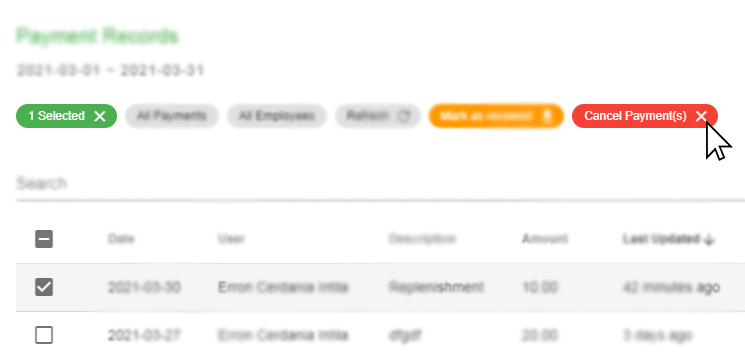 Payment Records
2021-03-01 ~ 2021-03-31
1 Selected
All Payments
All Employees
Refresh
Mark as received
Cancel Payment(s)
Search
Date User Description Amount Last Updated
2021-03-30 Erron Cerdania Intila Replenishment 10.00 42 minutes ago
2021-03-27 Erron Cerdania Intila dfgdf 20.00 3 days ago